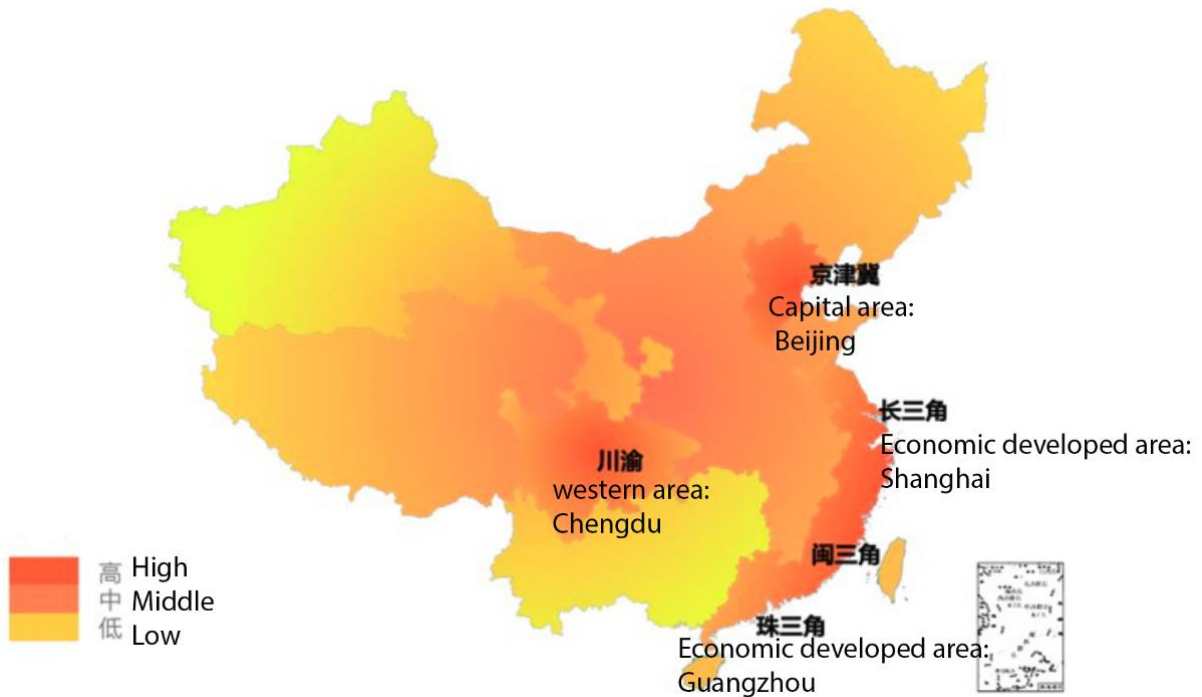 京津冀
Capital area:
Beijing
长三角
Economic developed area:
Shanghai
川渝
western area:
Chengdu
闽三角
珠三角
Economic developed area:
Guangzhou
高 High
中 Middle
低 Low